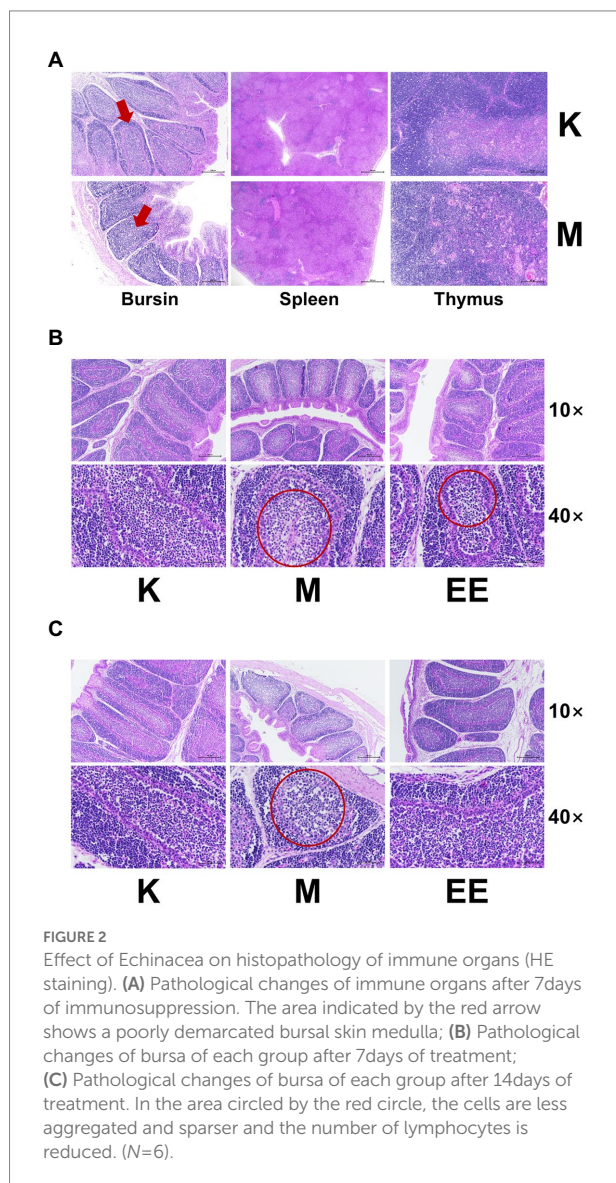 A
K
M
Bursin Spleen Thymus
B
10×
40×
K M EE
C
10×
40×
K M EE
FIGURE 2
Effect of Echinacea on histopathology of immune organs (HE
staining). (A) Pathological changes of immune organs after 7days
of immunosuppression. The area indicated by the red arrow
shows a poorly demarcated bursal skin medulla; (B) Pathological
changes of bursa of each group after 7days of treatment;
(C) Pathological changes of bursa of each group after 14days of
treatment. In the area circled by the red circle, the cells are less
aggregated and sparser and the number of lymphocytes is
reduced. (N=6).